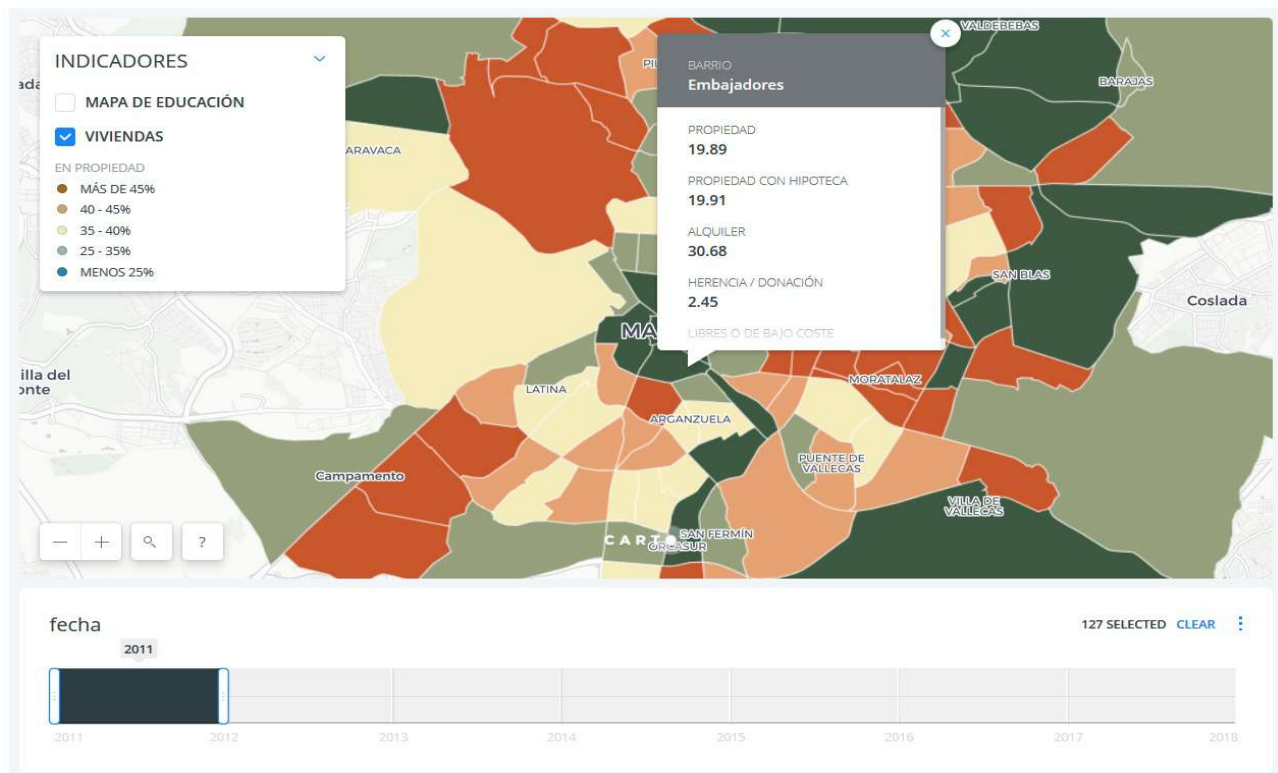 INDICADORES
MAPA DE EDUCACIÓN
VIVIENDAS
EN PROPIEDAD
MÁS DE 45%
40 - 45%
35 - 40%
25 - 35%
MENOS 25%
BARRIO
Embajadores
PROPIEDAD
19.89
PROPIEDAD CON HIPOTECA
19.91
ALQUILER
30.68
HERENCIA / DONACIÓN
2.45
LIBRES O DE BAJO COSTE
VALDEBEBAS
BARAJAS
ARAVACA
SAN BLAS
Coslada
MA
illa del
onte
LATINA
MORATALAZ
ARGANZUELA
PUENTE DE
VALLECAS
Campamento
VILLA DE
VALLECAS
SAN FERMÍN
ORCASUR
CARTO
− + ?
fecha
127 SELECTED CLEAR
2011
2011 2012 2013 2014 2015 2016 2017 2018